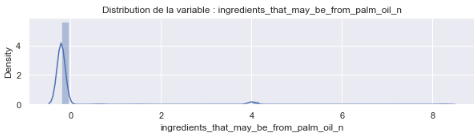 Distribution de la variable : ingredients_that_may_be_from_palm_oil_n
Density
4
2
0
0
2
4
6
8
ingredients_that_may_be_from_palm_oil_n